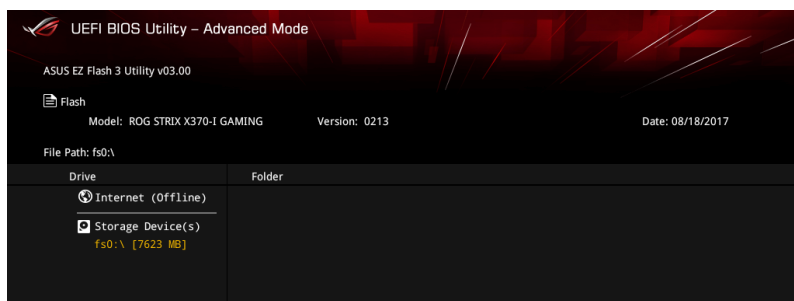 UEFI BIOS Utility – Advanced Mode
ASUS EZ Flash 3 Utility v03.00
Flash
Model: ROG STRIX X370-I GAMING Version: 0213 Date: 08/18/2017
File Path: fs0:\
Drive Folder
Internet (Offline)
Storage Device(s)
fs0:\ [7623 MB]